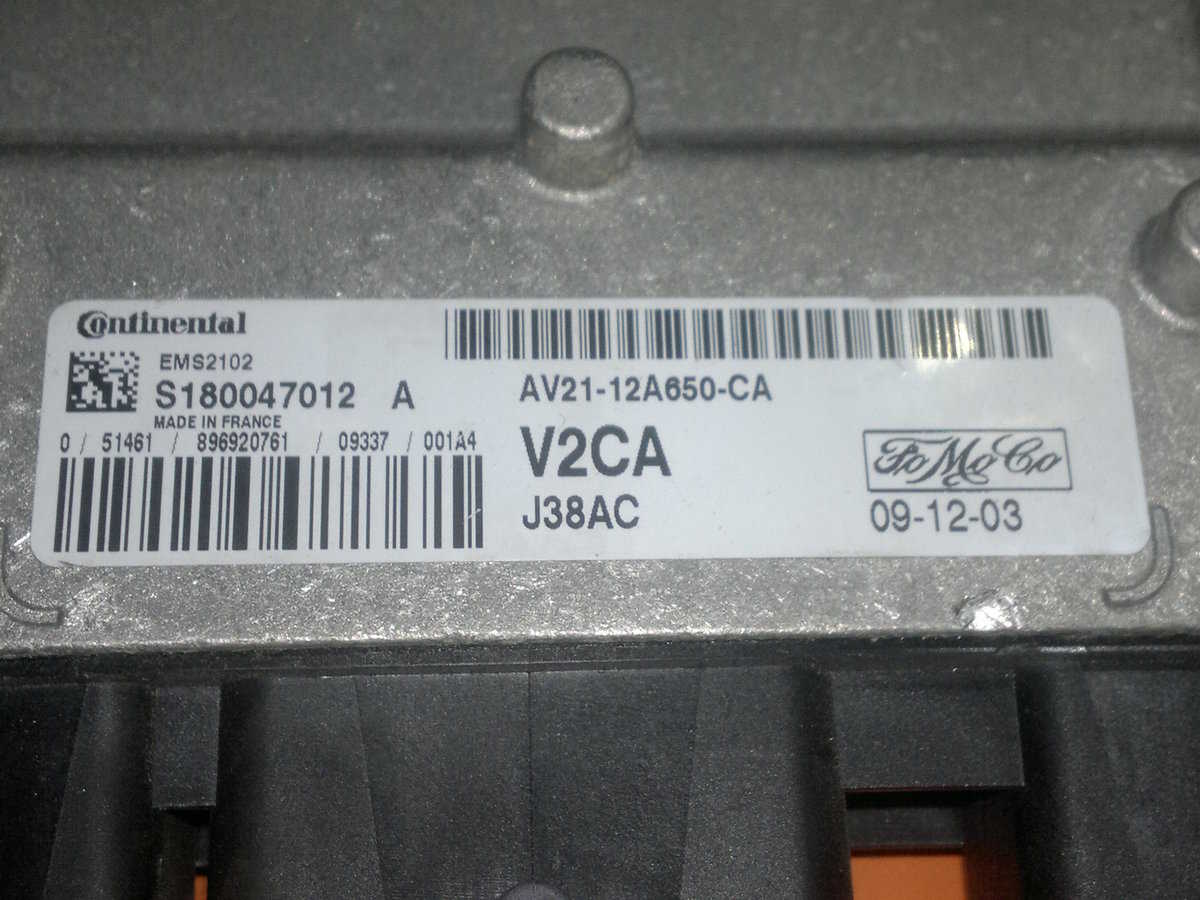 Continental
EMS2102
S180047012 A
MADE IN FRANCE
0 / 51461 / 896920761 / 09337 / 001A4
AV21-12A650-CA
V2CA
J38AC
FoMoCo
09-12-03